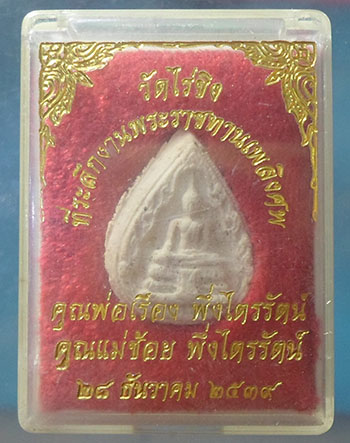 วัดไร่ขิง
ที่ระลึกงานพระราชทานเพลิงศพ
คุณพ่อเรือง พึ่งไตรรัตน์
คุณแม่ช้อย พึ่งไตรรัตน์
๒๘ ธันวาคม ๒๕๓๙